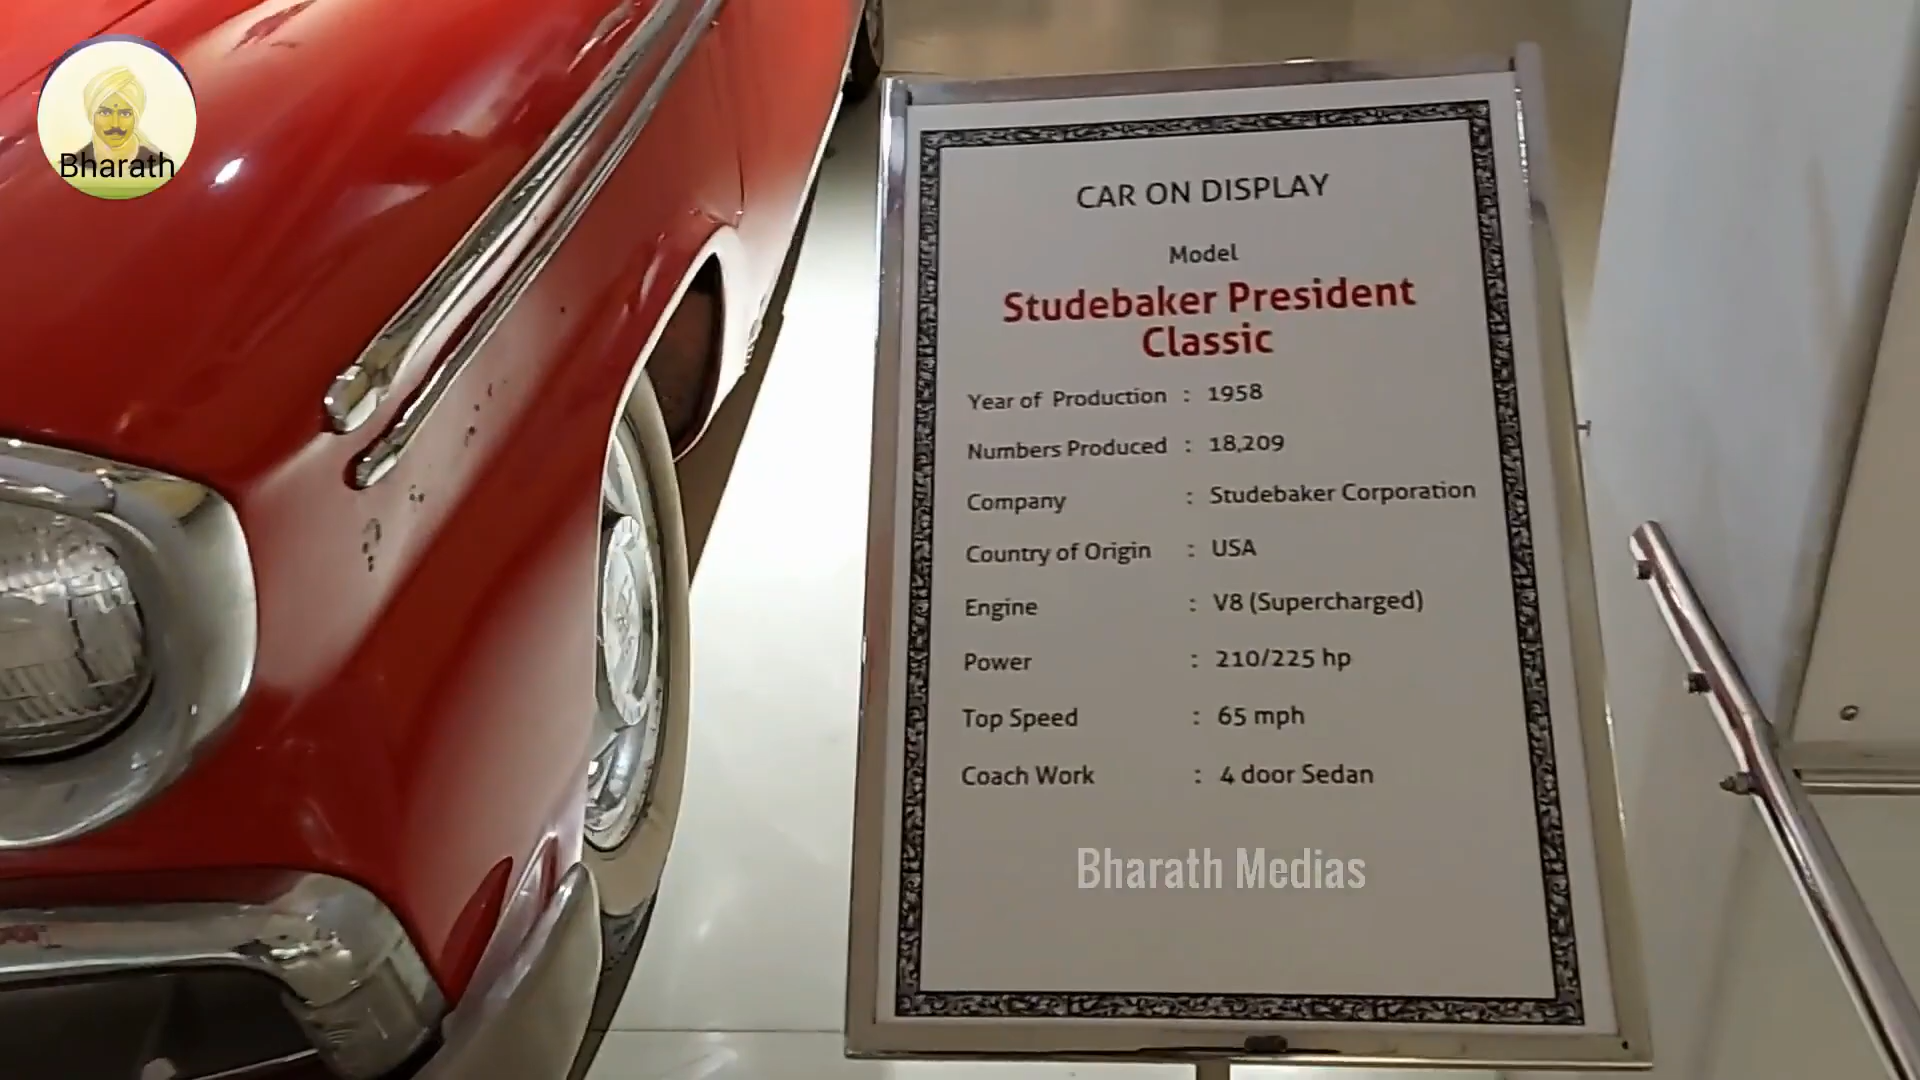 Bharath
CAR ON DISPLAY
Model
Studebaker President
Classic
Year of Production : 1958
Numbers Produced : 18,209
Company : Studebaker Corporation
Country of Origin : USA
Engine : V8 (Supercharged)
Power : 210/225 hp
Top Speed : 65 mph
Coach Work : 4 door Sedan
Bharath Medias